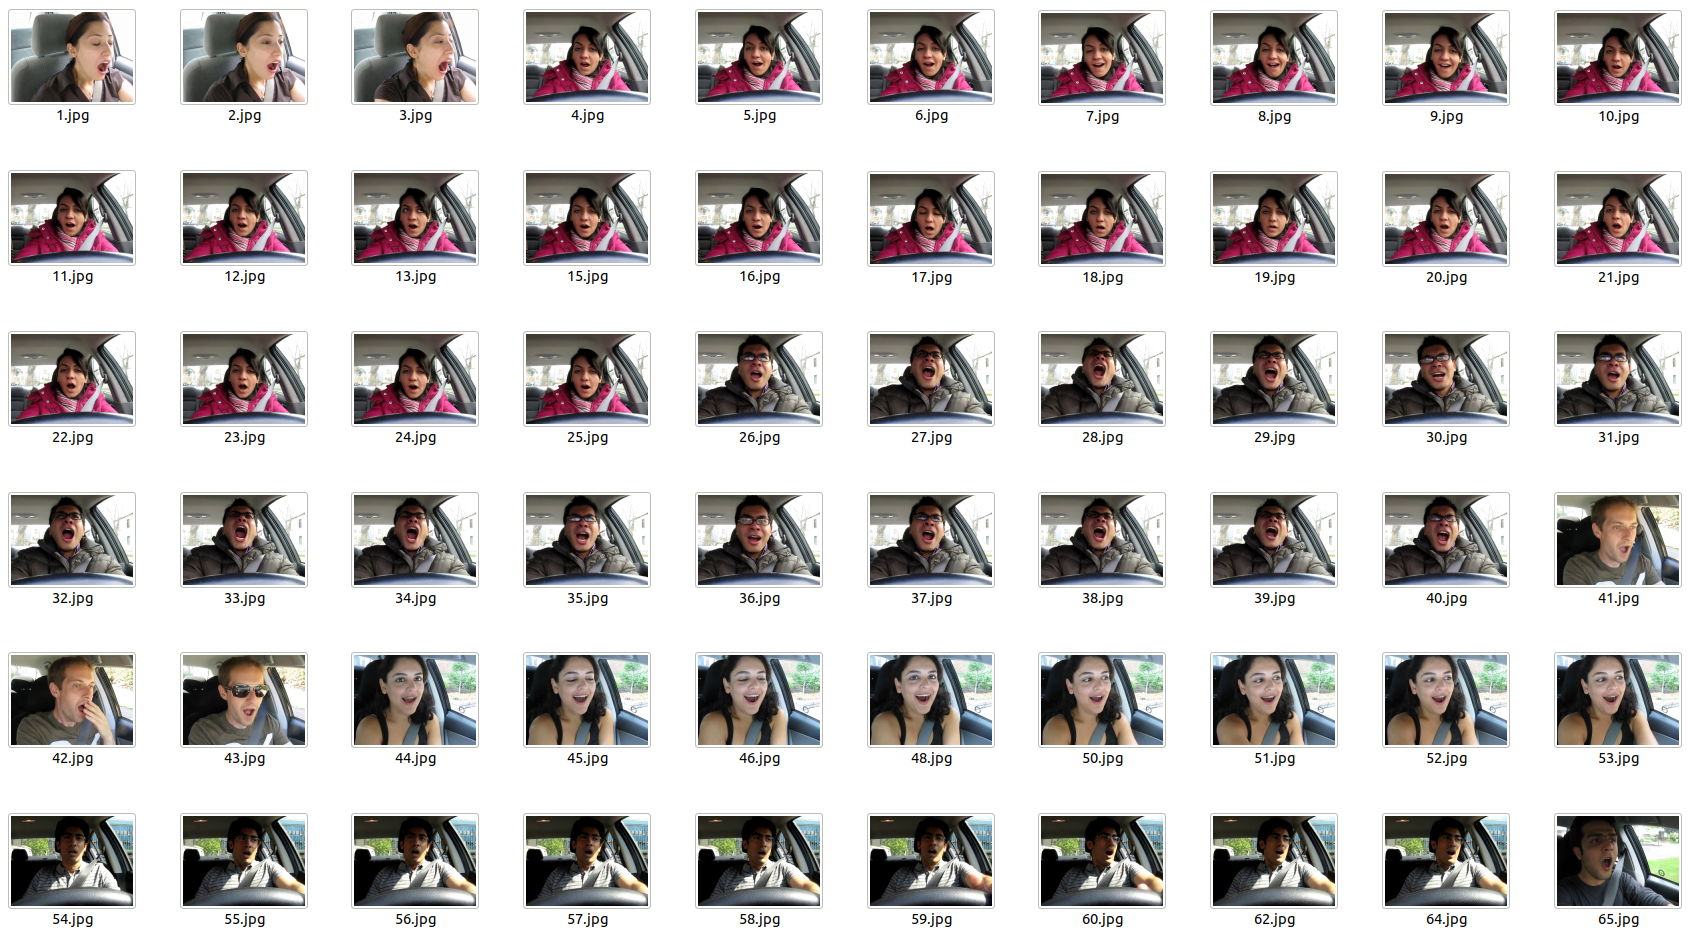 1.jpg 2.jpg 3.jpg 4.jpg 5.jpg 6.jpg 7.jpg 8.jpg 9.jpg 10.jpg
11.jpg 12.jpg 13.jpg 15.jpg 16.jpg 17.jpg 18.jpg 19.jpg 20.jpg 21.jpg
22.jpg 23.jpg 24.jpg 25.jpg 26.jpg 27.jpg 28.jpg 29.jpg 30.jpg 31.jpg
32.jpg 33.jpg 34.jpg 35.jpg 36.jpg 37.jpg 38.jpg 39.jpg 40.jpg 41.jpg
42.jpg 43.jpg 44.jpg 45.jpg 46.jpg 48.jpg 50.jpg 51.jpg 52.jpg 53.jpg
54.jpg 55.jpg 56.jpg 57.jpg 58.jpg 59.jpg 60.jpg 62.jpg 64.jpg 65.jpg